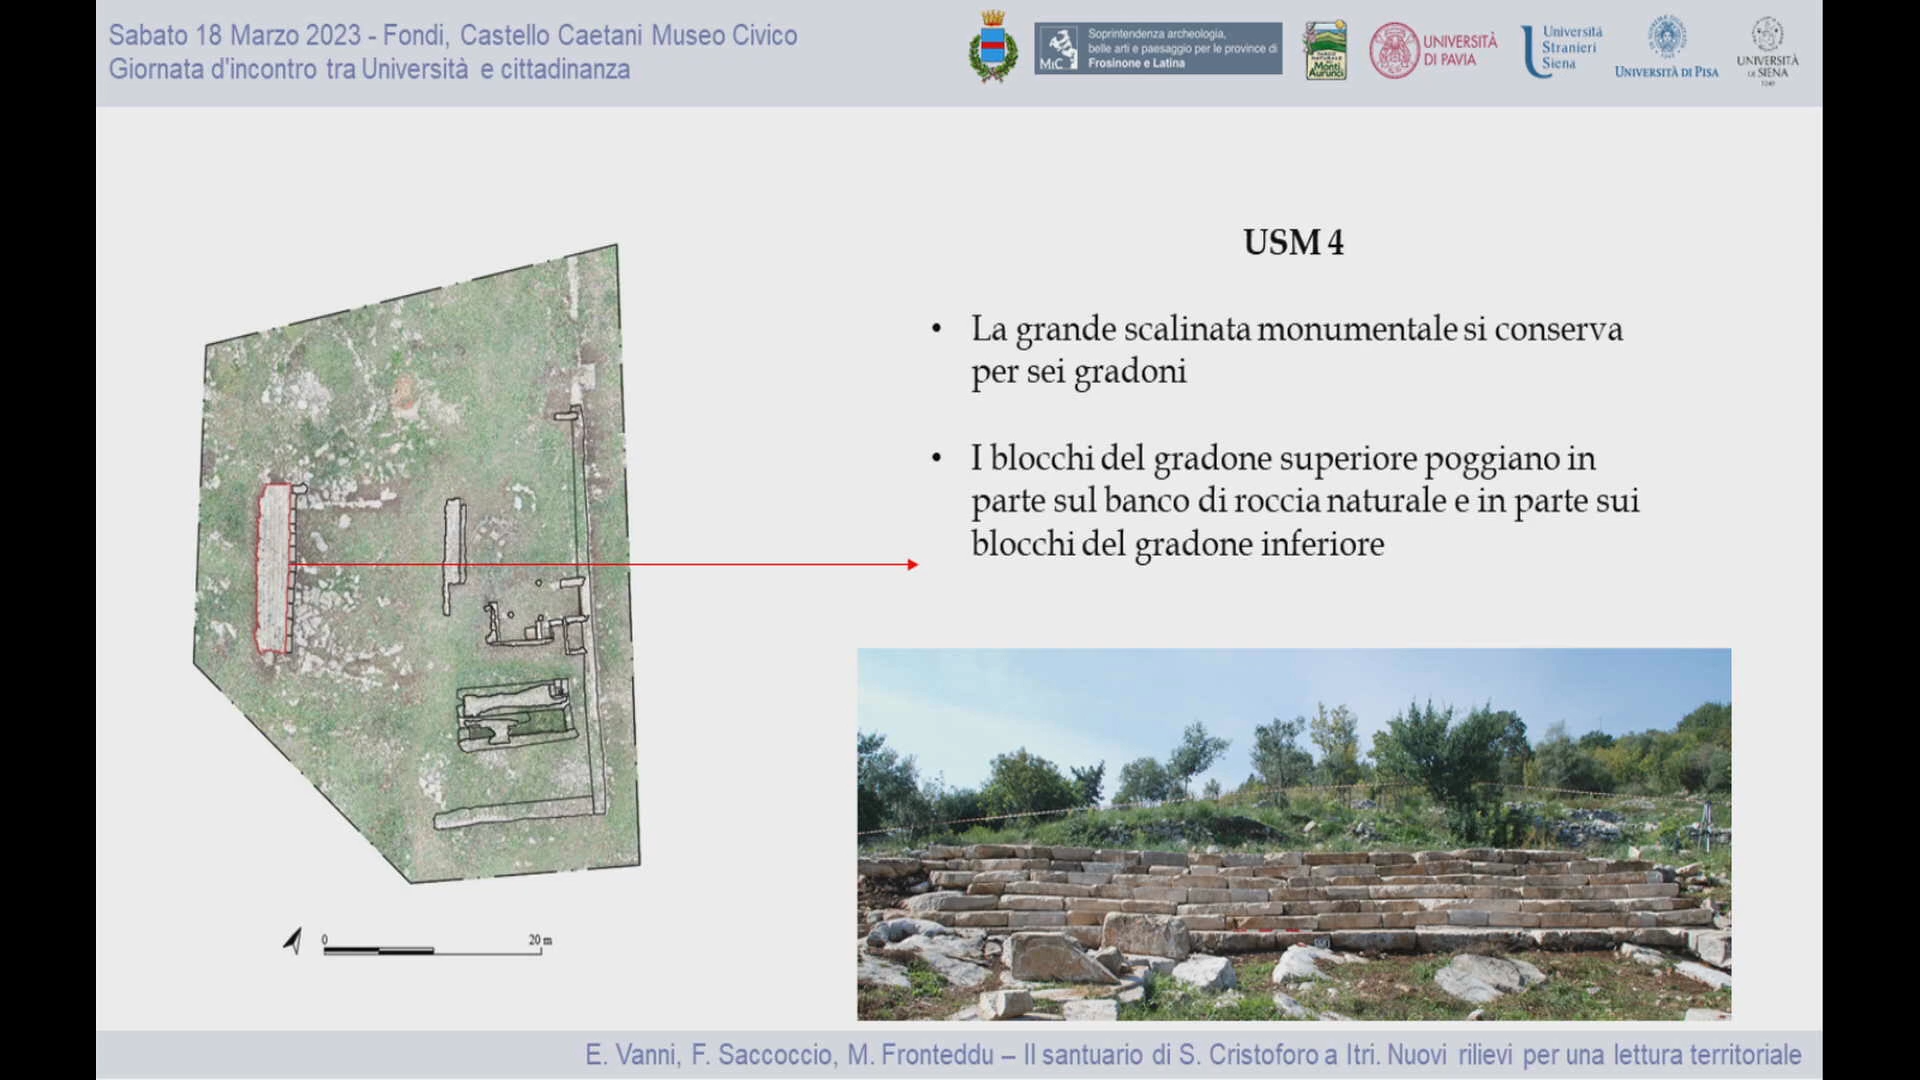 Sabato 18 Marzo 2023 - Fondi, Castello Caetani Museo Civico
Giornata d'incontro tra Università e cittadinanza
MiC
Soprintendenza archeologia,
belle arti e paesaggio per le province di
Frosinone e Latina
Monti
Aurunci
UNIVERSITÀ
DI PAVIA
Università
Stranieri
Siena
UNIVERSITÀ DI PISA
UNIVERSITÀ
DI SIENA
1240
USM 4
• La grande scalinata monumentale si conserva
per sei gradoni
• I blocchi del gradone superiore poggiano in
parte sul banco di roccia naturale e in parte sui
blocchi del gradone inferiore
0 20 m
E. Vanni, F. Saccoccio, M. Fronteddu – Il santuario di S. Cristoforo a Itri. Nuovi rilievi per una lettura territoriale